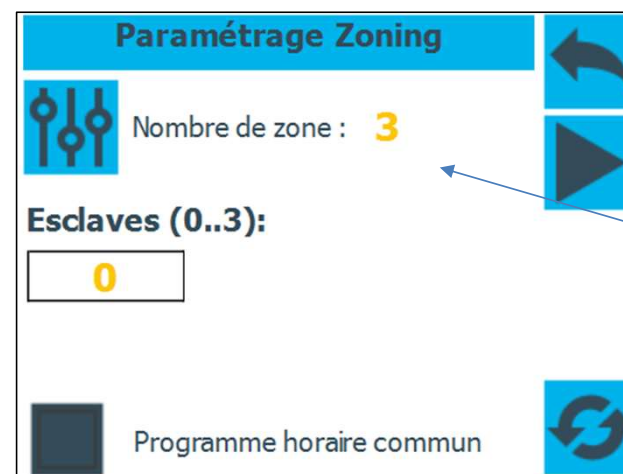 Paramétrage Zoning
Nombre de zone : 3
Esclaves (0..3):
0
Programme horaire commun